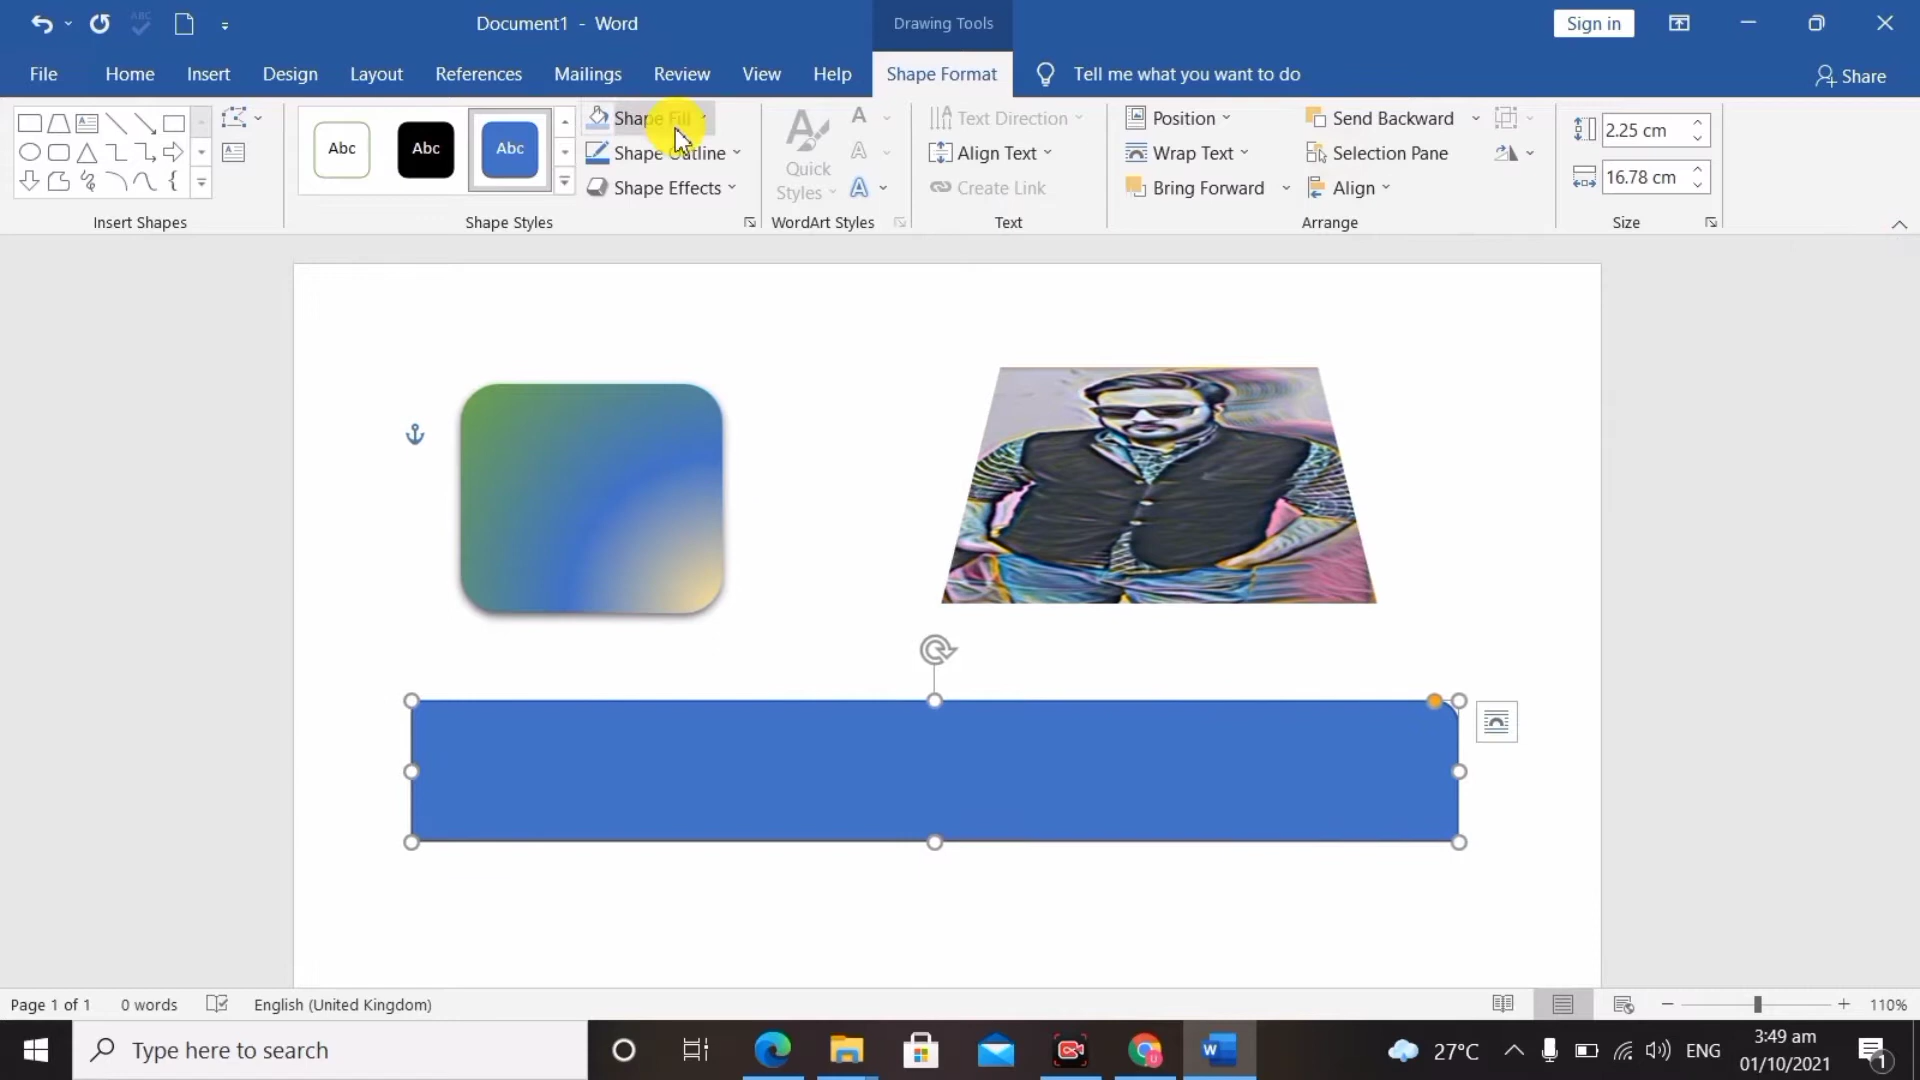 Document1 - Word
Drawing Tools
Sign in
File Home Insert Design Layout References Mailings Review View Help Shape Format Tell me what you want to do Share
Abc Abc Abc
Shape Fill
Shape Outline
Shape Effects
Quick
Styles
Text Direction
Align Text
Create Link
Position
Wrap Text
Bring Forward
Send Backward
Selection Pane
Align
2.25 cm
16.78 cm
Insert Shapes Shape Styles WordArt Styles Text Arrange Size
Page 1 of 1 0 words English (United Kingdom) 110%
Type here to search
27°C ENG
3:49 am
01/10/2021
1